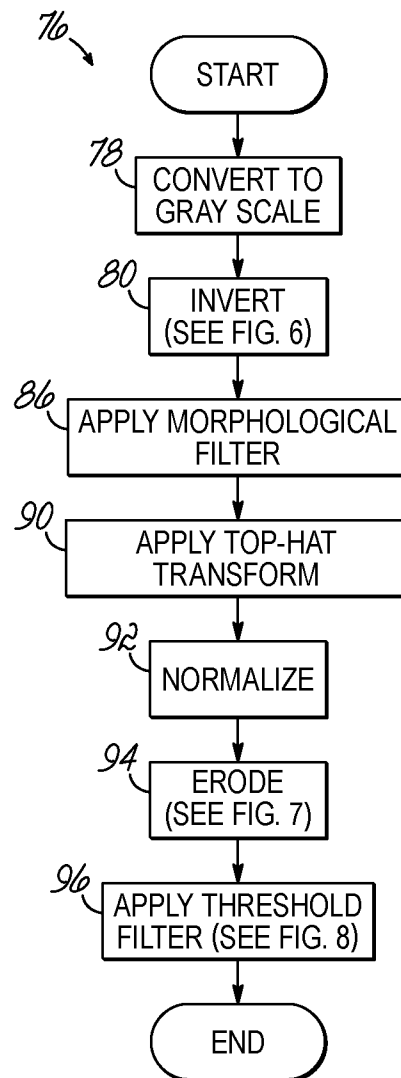 76
START
78
CONVERT TO
GRAY SCALE
80
INVERT
(SEE FIG. 6)
86
APPLY MORPHOLOGICAL
FILTER
90
APPLY TOP-HAT
TRANSFORM
92
NORMALIZE
94
ERODE
(SEE FIG. 7)
96
APPLY THRESHOLD
FILTER (SEE FIG. 8)
END